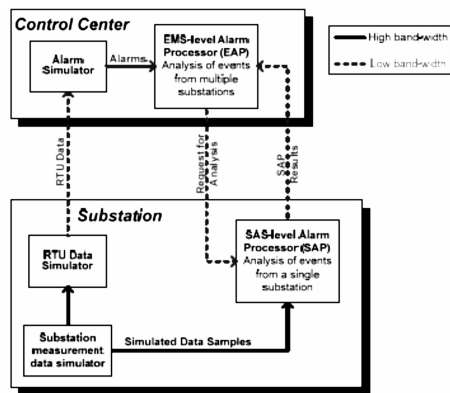 Control Center
Alarm
Simulator
Alarms
EMS-level Alarm
Processor (EAP)
Analysis of events
from multiple
substations
High band-width
Low band-width
RTU Data
Request for
Analysis
SAP
Results
Substation
RTU Data
Simulator
SAS-level Alarm
Processor (SAP)
Analysis of events
from a single
substation
Substation
measurement
data simulator
Simulated Data Samples